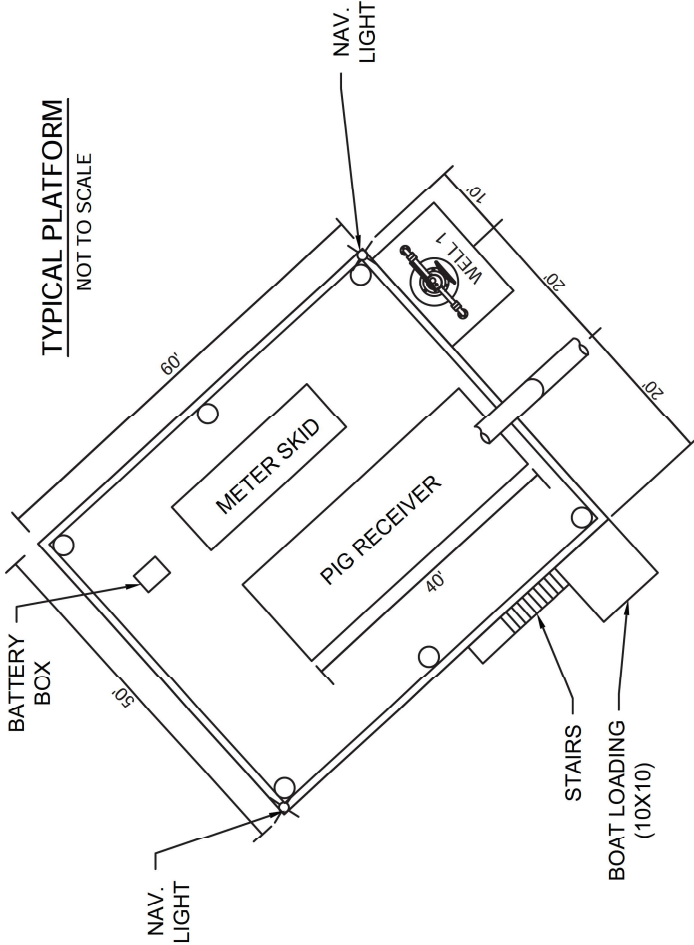 TYPICAL PLATFORM
NOT TO SCALE
NAV.
LIGHT
60'
10'
WELL 1
20'
20'
METER SKID
PIG RECEIVER
40'
BATTERY
BOX
50'
NAV.
LIGHT
STAIRS
BOAT LOADING
(10X10)